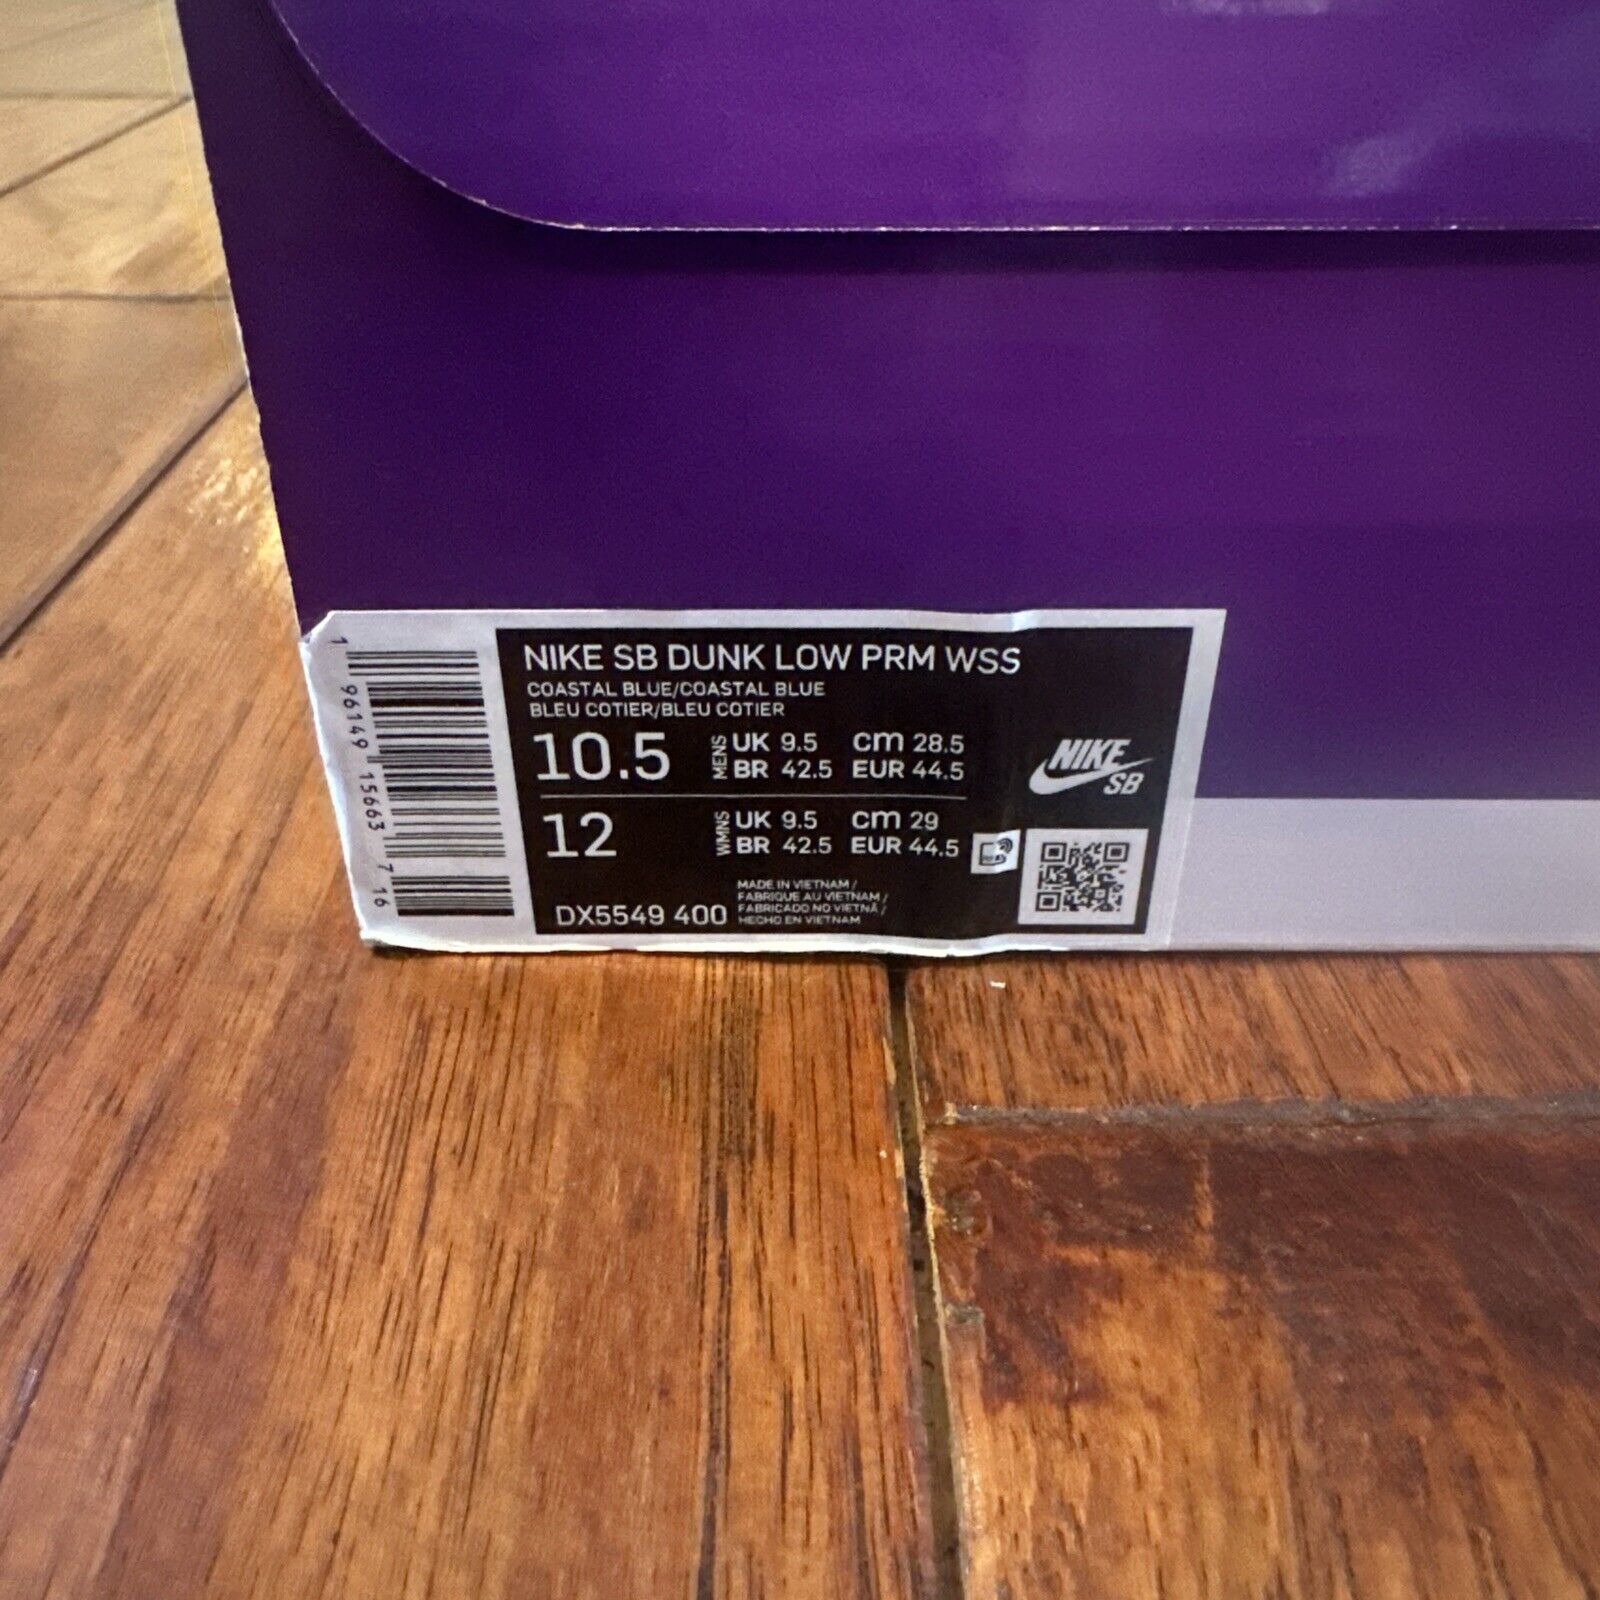 NIKE SB DUNK LOW PRM WSS
COASTAL BLUE/COASTAL BLUE
BLEU COTIER/BLEU COTIER
10.5 MENS UK 9.5 cm 28.5
BR 42.5 EUR 44.5
12 WMNS UK 9.5 cm 29
BR 42.5 EUR 44.5
MADE IN VIETNAM /
FABRIQUE AU VIETNAM /
FABRICADO NO VIETNÃ /
HECHO EN VIETNAM
DX5549 400
NIKE
SB
1 96149 15663 7 16